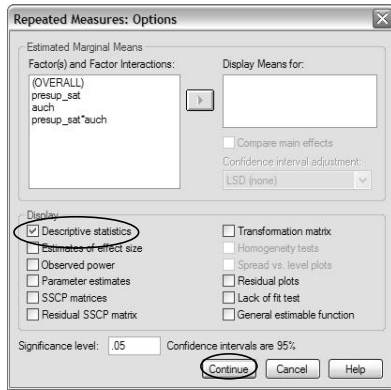 Repeated Measures: Options
Estimated Marginal Means
Factor(s) and Factor Interactions:
Display Means for:
(OVERALL)
presup_sat
auch
presup_sat*auch
Compare main effects
Confidence interval adjustment:
LSD (none)
Display
Descriptive statistics
Transformation matrix
Estimates of effect size
Homogeneity tests
Observed power
Spread vs. level plots
Parameter estimates
Residual plots
SSCP matrices
Lack of fit test
Residual SSCP matrix
General estimable function
Significance level: .05 Confidence intervals are 95%
Continue Cancel Help